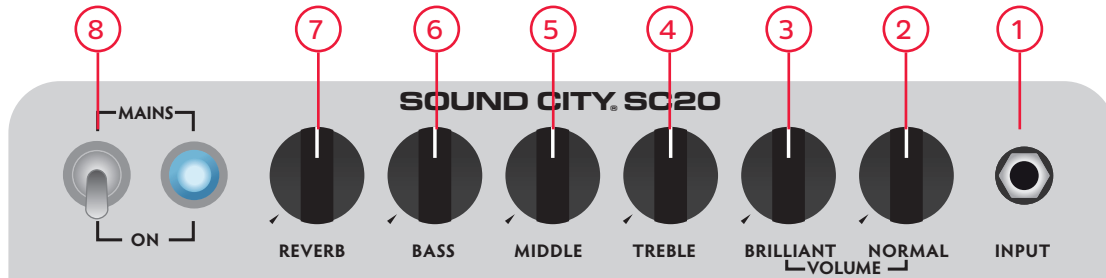 8 7 6 5 4 3 2 1
SOUND CITY® SC20
MAINS
ON
REVERB BASS MIDDLE TREBLE BRILLIANT NORMAL INPUT
VOLUME